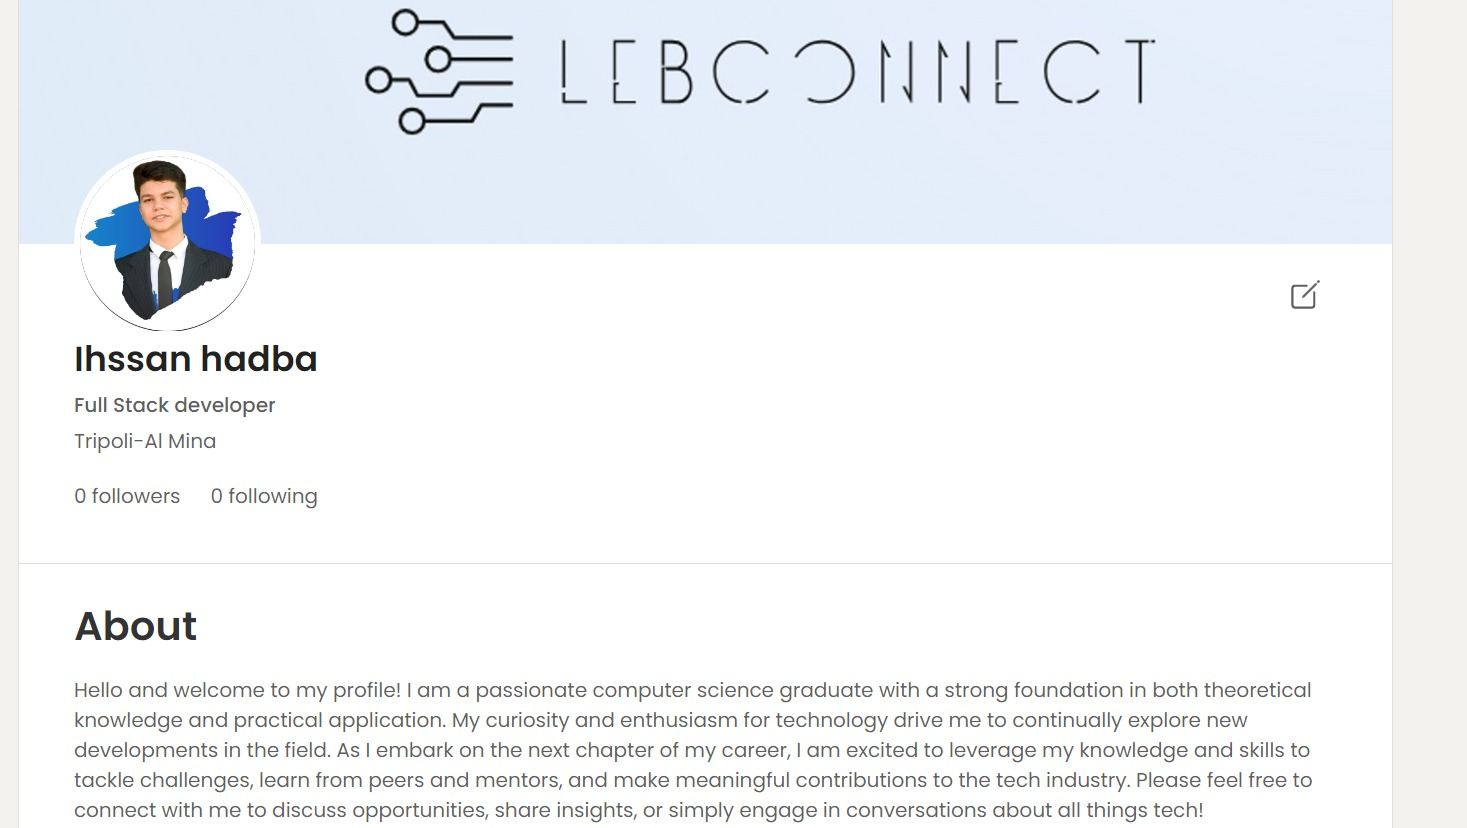 LEBCONNECT
Ihssan hadba
Full Stack developer
Tripoli-Al Mina
0 followers 0 following
About
Hello and welcome to my profile! I am a passionate computer science graduate with a strong foundation in both theoretical
knowledge and practical application. My curiosity and enthusiasm for technology drive me to continually explore new
developments in the field. As I embark on the next chapter of my career, I am excited to leverage my knowledge and skills to
tackle challenges, learn from peers and mentors, and make meaningful contributions to the tech industry. Please feel free to
connect with me to discuss opportunities, share insights, or simply engage in conversations about all things tech!